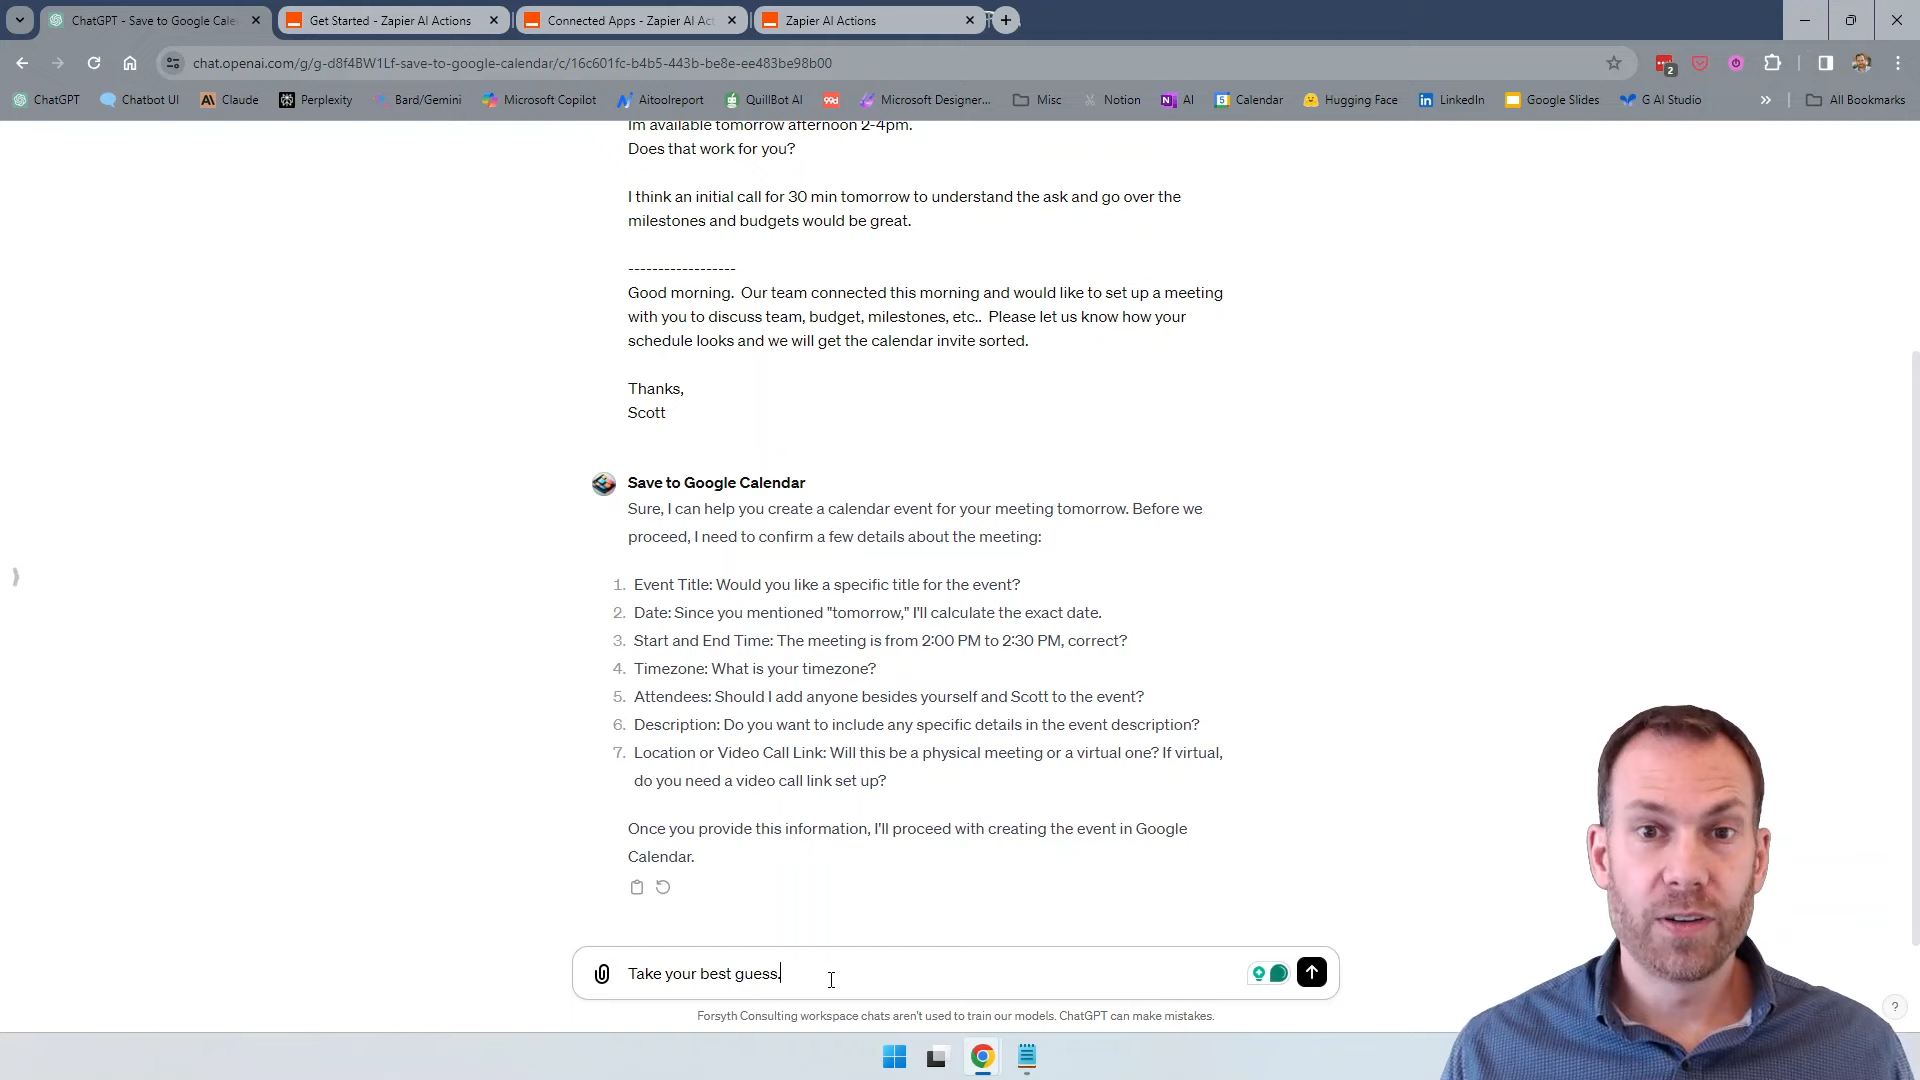 ChatGPT - Save to Google Cale
Get Started - Zapier AI Actions
Connected Apps - Zapier AI Act
Zapier AI Actions
chat.openai.com/g/g-d8f4BW1Lf-save-to-google-calendar/c/16c601fc-b4b5-443b-be8e-ee483be98b00
2
ChatGPT
Chatbot UI
Claude
Perplexity
Bard/Gemini
Microsoft Copilot
Aitoolreport
QuillBot AI
99d
Microsoft Designer...
Misc
Notion
AI
Calendar
Hugging Face
LinkedIn
Google Slides
G AI Studio
All Bookmarks
Im available tomorrow afternoon 2-4pm.
Does that work for you?
I think an initial call for 30 min tomorrow to understand the ask and go over the
milestones and budgets would be great.
------------------
Good morning.  Our team connected this morning and would like to set up a meeting
with you to discuss team, budget, milestones, etc..  Please let us know how your
schedule looks and we will get the calendar invite sorted.
Thanks,
Scott
Save to Google Calendar
Sure, I can help you create a calendar event for your meeting tomorrow. Before we
proceed, I need to confirm a few details about the meeting:
1. Event Title: Would you like a specific title for the event?
2. Date: Since you mentioned "tomorrow," I'll calculate the exact date.
3. Start and End Time: The meeting is from 2:00 PM to 2:30 PM, correct?
4. Timezone: What is your timezone?
5. Attendees: Should I add anyone besides yourself and Scott to the event?
6. Description: Do you want to include any specific details in the event description?
7. Location or Video Call Link: Will this be a physical meeting or a virtual one? If virtual,
do you need a video call link set up?
Once you provide this information, I'll proceed with creating the event in Google
Calendar.
Take your best guess.
Forsyth Consulting workspace chats aren't used to train our models. ChatGPT can make mistakes.
?